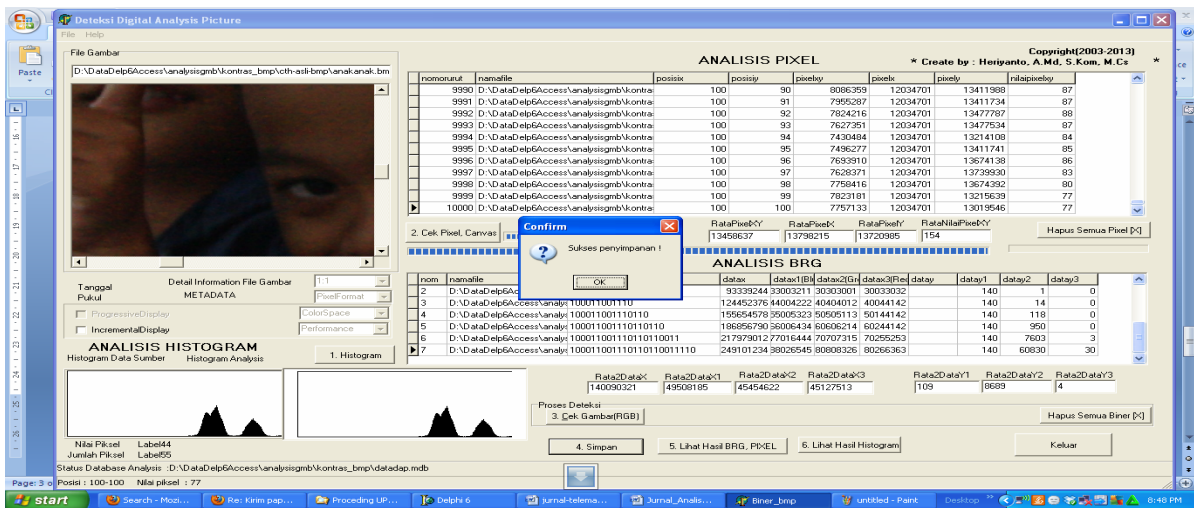 Deteksi Digital Analysis Picture
File Help
Paste
File Gambar
D:\DataDelp6Access\analysisgmb\kontras_bmp\cth-asli-bmp\anakanak.bm
ANALISIS PIXEL
Copyright(2003-2013)
* Create by : Heriyanto, A.Md, S.Kom, M.Cs *
nomorurut namafile posisix posisiy pixelxy pixelx pixely nilaipixelxy
9990 D:\DataDelp6Access\analysisgmb\kontra 100 90 8086359 12034701 13411988 87
9991 D:\DataDelp6Access\analysisgmb\kontra 100 91 7955287 12034701 13411734 87
9992 D:\DataDelp6Access\analysisgmb\kontra 100 92 7824216 12034701 13477787 88
9993 D:\DataDelp6Access\analysisgmb\kontra 100 93 7627351 12034701 13477534 87
9994 D:\DataDelp6Access\analysisgmb\kontra 100 94 7430484 12034701 13214108 84
9995 D:\DataDelp6Access\analysisgmb\kontra 100 95 7496277 12034701 13411741 85
9996 D:\DataDelp6Access\analysisgmb\kontra 100 96 7693910 12034701 13674138 86
9997 D:\DataDelp6Access\analysisgmb\kontra 100 97 7628371 12034701 13739930 83
9998 D:\DataDelp6Access\analysisgmb\kontra 100 98 7758416 12034701 13674392 80
9999 D:\DataDelp6Access\analysisgmb\kontra 100 99 7823181 12034701 13215639 77
10000 D:\DataDelp6Access\analysisgmb\kontra 100 100 7757133 12034701 13019546 77
2. Cek Pixel, Canvas
RataPixelXY RataPixelX RataPixelY RataNilaiPixelXY
13458637 13798215 13720985 154
Hapus Semua Pixel [X]
Confirm
Sukses penyimpanan !
OK
ANALISIS BRG
nom namafile datax datax1(Bl datax2(Gr datax3(Red datay datay1 datay2 datay3
2 D:\DataDelp6Ac 93339244 33003211 30303001 30033032 140 1 0
3 D:\DataDelp6Access\analys 100011001110 124452376 44004222 40404012 40044142 140 14 0
4 D:\DataDelp6Access\analys 100011001110110 155654578 55005323 50505113 50144142 140 118 0
5 D:\DataDelp6Access\analys 100011001110110110 186856790 66006434 60606214 60244142 140 950 0
6 D:\DataDelp6Access\analys 100011001110110110011 217979012 77016444 70707315 70255253 140 7603 3
7 D:\DataDelp6Access\analys 100011001110110110011110 249101234 98026545 80808326 80266363 140 60830 30
Tanggal
Pukul
Detail Information File Gambar
METADATA
1:1
PixelFormat
ProgressiveDisplay
ColorSpace
IncrementalDisplay
Performance
ANALISIS HISTOGRAM
Histogram Data Sumber Histogram Analysis
1. Histogram
Rata2DataX Rata2DataX1 Rata2DataX2 Rata2DataX3 Rata2DataY1 Rata2DataY2 Rata2DataY3
140090321 49508185 45454622 45127513 109 8689 4
Proses Deteksi
3. Cek Gambar(RGB)
Hapus Semua Biner [X]
4. Simpan
5. Lihat Hasil BRG, PIXEL
6. Lihat Hasil Histogram
Keluar
Nilai Piksel Label44
Jumlah Piksel Label55
Status Database Analysis :D:\DataDelp6Access\analysisgmb\kontras_bmp\datadap.mdb
Page: 3 o
Posisi : 100-100 Nilai piksel : 77
start
Search - Mozi...
Re: Kirim pap...
Proceding UP...
Delphi 6
jurnal-telema...
Jurnal_Analis...
Biner_bmp
untitled - Paint
Desktop
8:48 PM